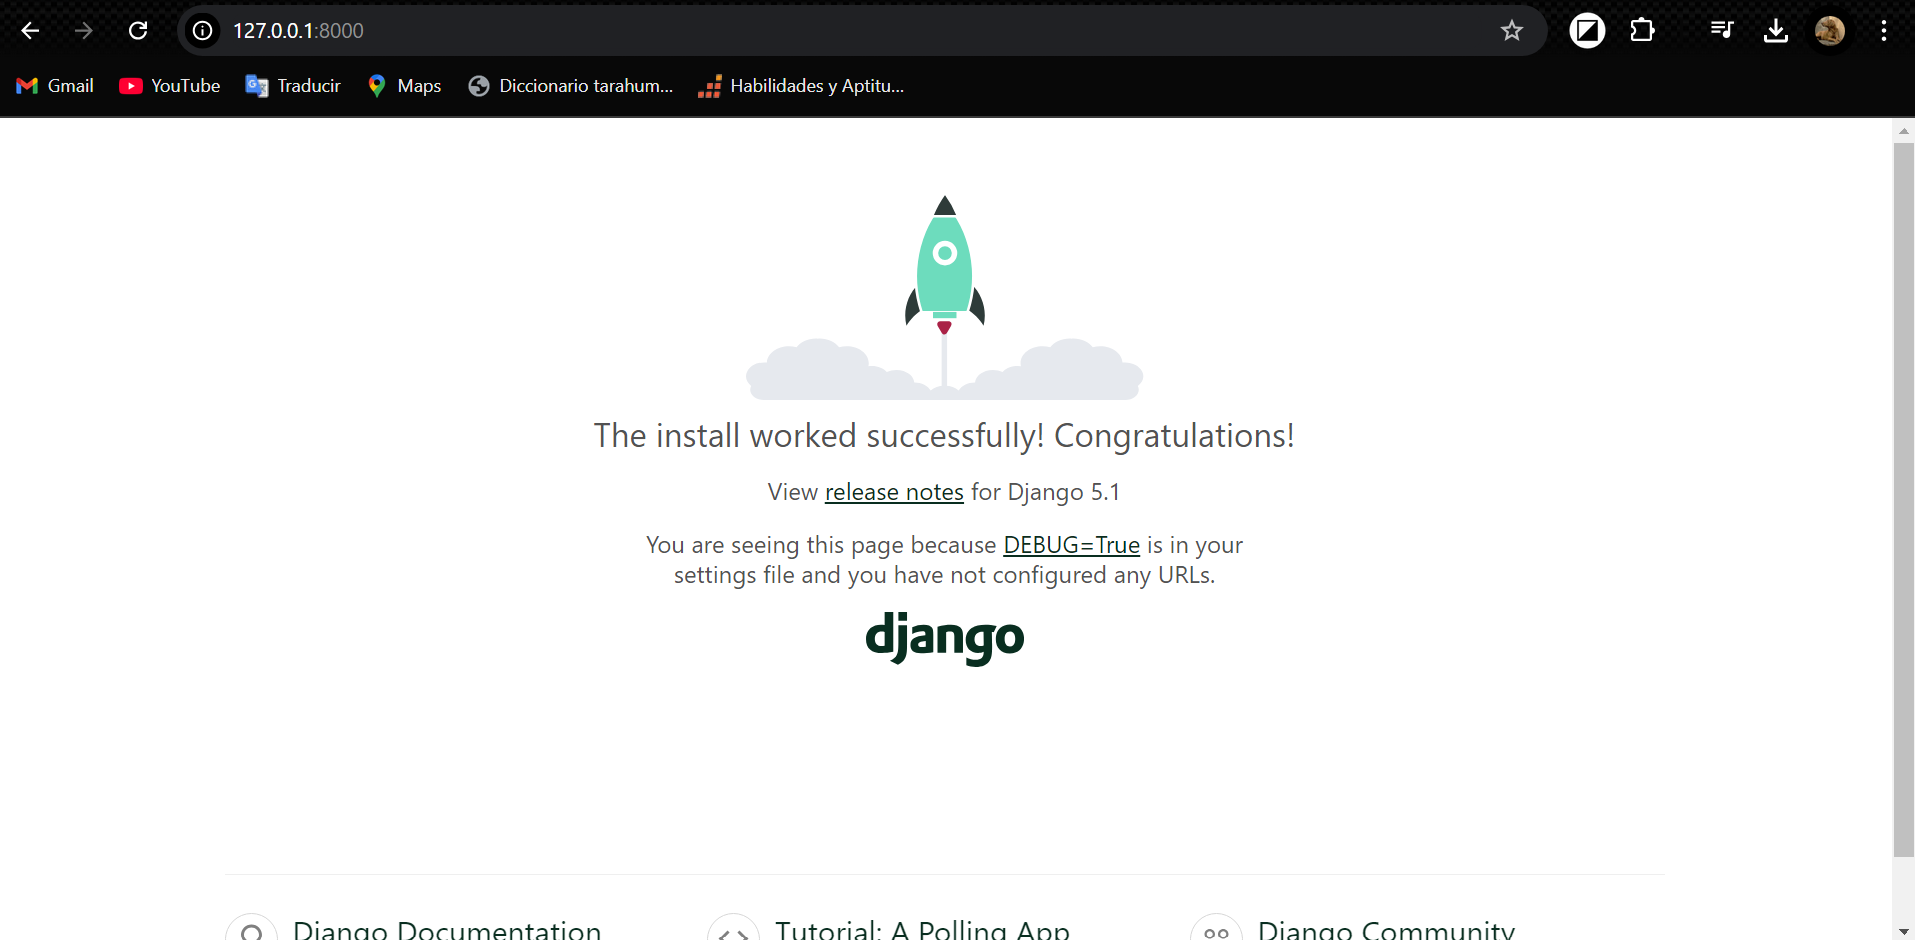 127.0.0.1:8000
Gmail YouTube Traducir Maps Diccionario tarahum... Habilidades y Aptitu...
The install worked successfully! Congratulations!
View release notes for Django 5.1
You are seeing this page because DEBUG=True is in your
settings file and you have not configured any URLs.
django
Django Documentation Tutorial: A Polling App Django Community